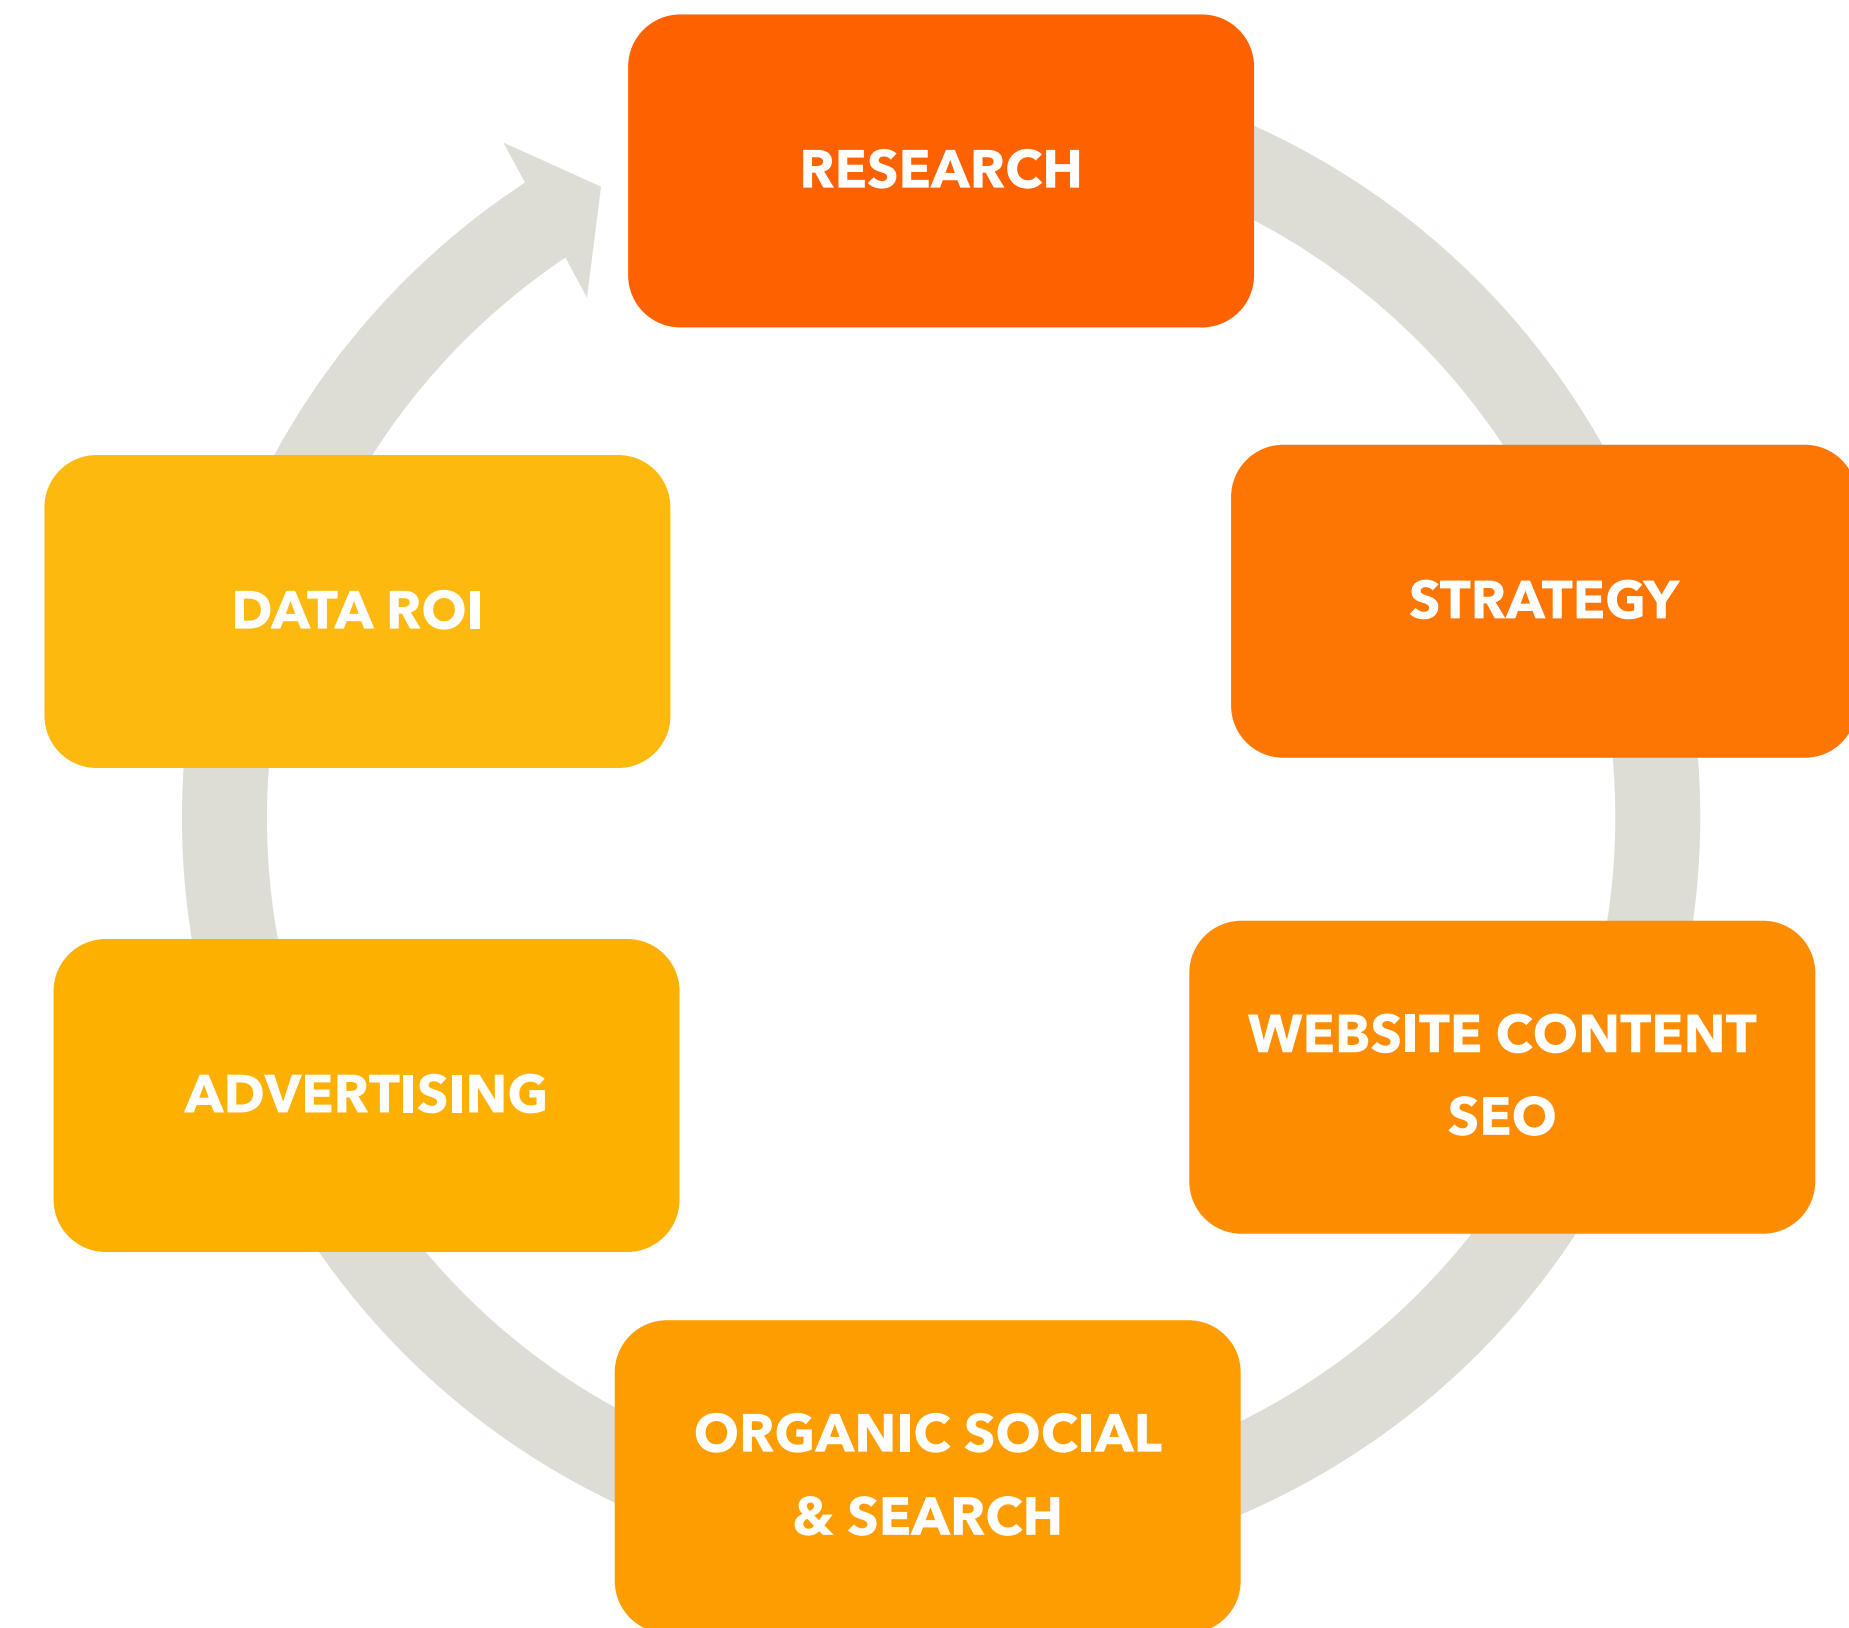 RESEARCH
STRATEGY
WEBSITE CONTENT
SEO
ORGANIC SOCIAL
& SEARCH
ADVERTISING
DATA ROI